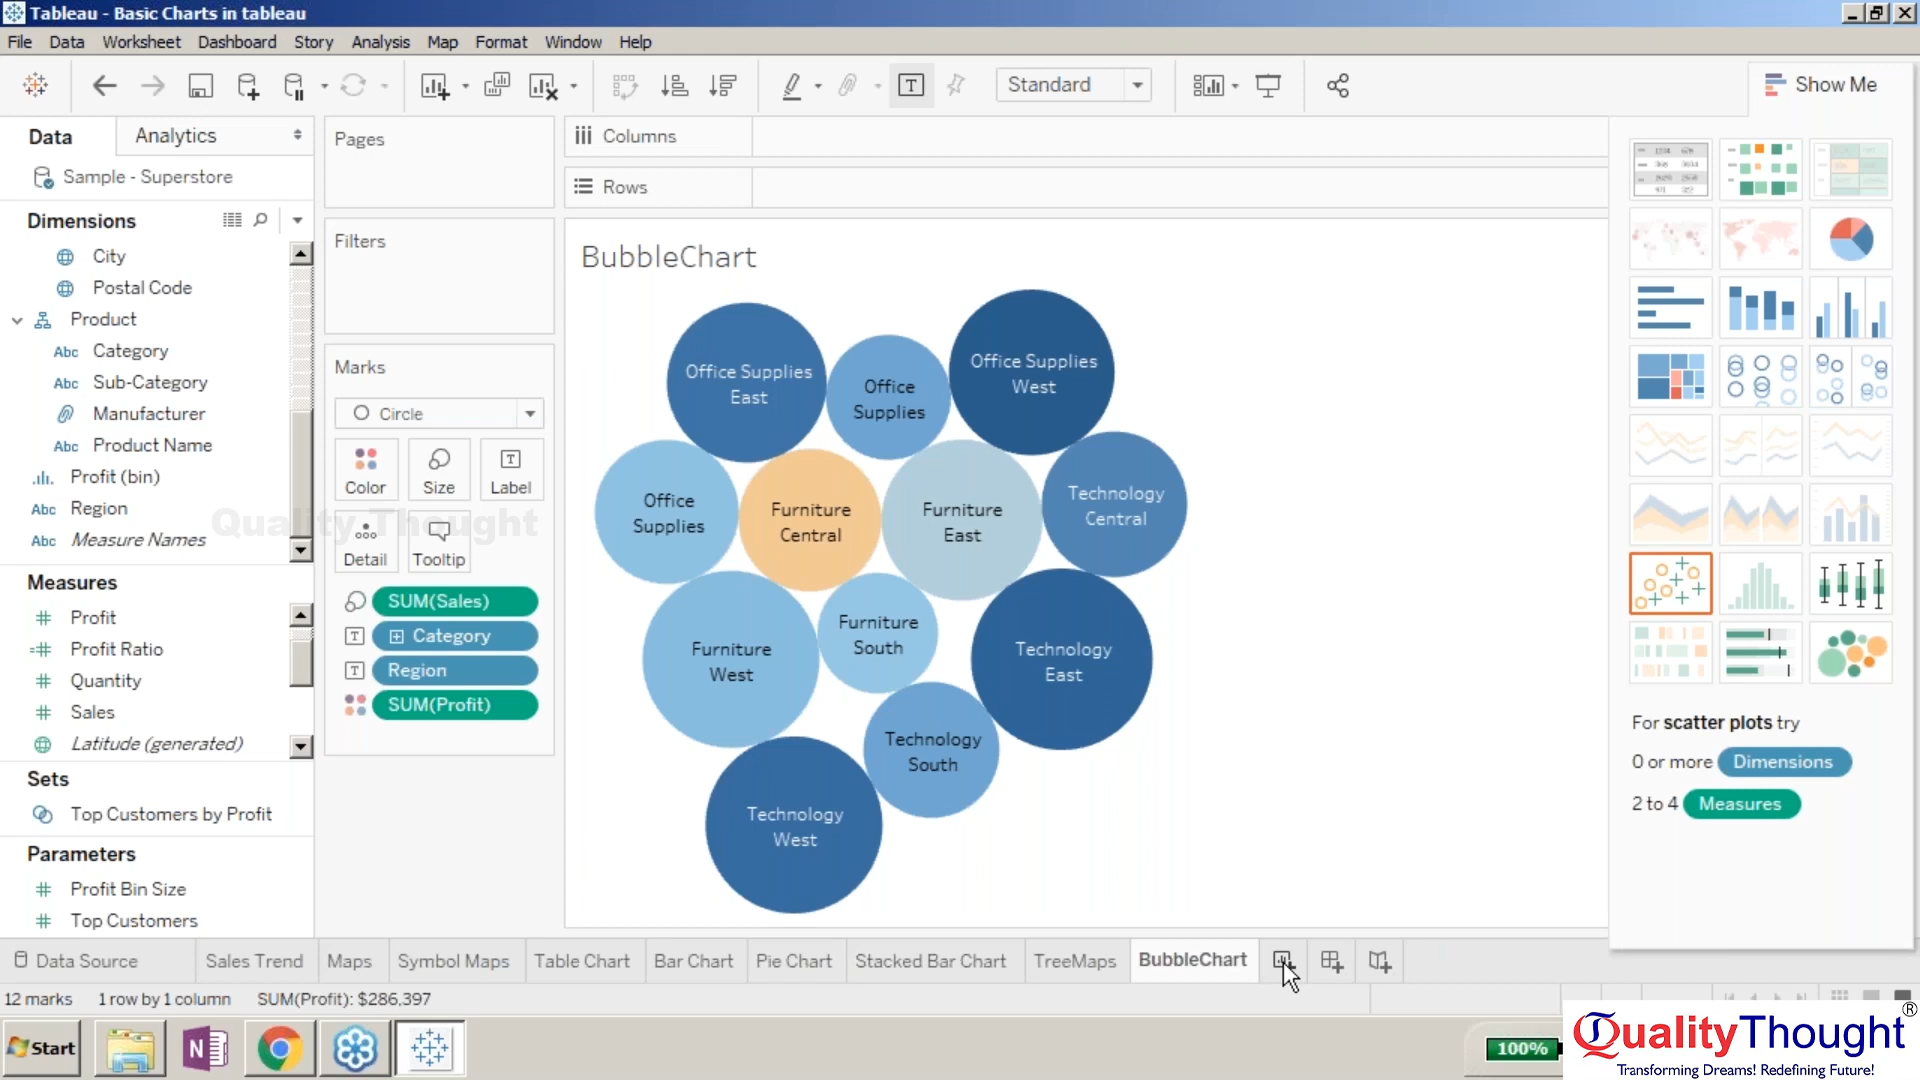 Tableau - Basic Charts in tableau
File Data Worksheet Dashboard Story Analysis Map Format Window Help
Standard
Show Me
Data Analytics
Sample - Superstore
Dimensions
City
Postal Code
Product
Abc Category
Abc Sub-Category
Manufacturer
Abc Product Name
Profit (bin)
Abc Region
Abc Measure Names
Measures
Profit
Profit Ratio
Quantity
Sales
Latitude (generated)
Sets
Top Customers by Profit
Parameters
Profit Bin Size
Top Customers
Pages
Filters
Marks
Circle
Color Size Label
Detail Tooltip
SUM(Sales)
Category
Region
SUM(Profit)
Quality Thought
Columns
Rows
BubbleChart
Office Supplies
East
Office
Supplies
Office Supplies
West
Office
Supplies
Furniture
Central
Furniture
East
Technology
Central
Furniture
West
Furniture
South
Technology
East
Technology
South
Technology
West
For scatter plots try
0 or more Dimensions
2 to 4 Measures
Data Source Sales Trend Maps Symbol Maps Table Chart Bar Chart Pie Chart Stacked Bar Chart TreeMaps BubbleChart
12 marks 1 row by 1 column SUM(Profit): $286,397
Start
100%
QualityThought®
Transforming Dreams! Redefining Future!